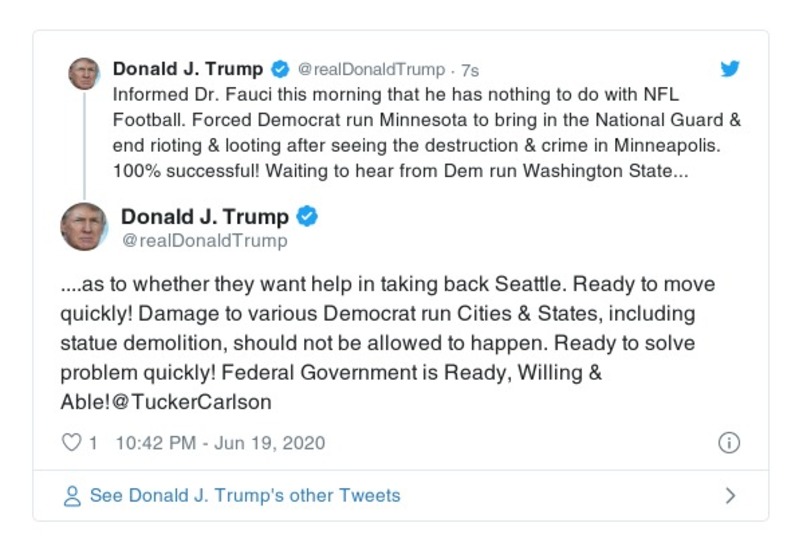 Donald J. Trump @realDonaldTrump · 7s
Informed Dr. Fauci this morning that he has nothing to do with NFL
Football. Forced Democrat run Minnesota to bring in the National Guard &
end rioting & looting after seeing the destruction & crime in Minneapolis.
100% successful! Waiting to hear from Dem run Washington State...
Donald J. Trump
@realDonaldTrump
....as to whether they want help in taking back Seattle. Ready to move
quickly! Damage to various Democrat run Cities & States, including
statue demolition, should not be allowed to happen. Ready to solve
problem quickly! Federal Government is Ready, Willing &
Able!@TuckerCarlson
1 10:42 PM - Jun 19, 2020
See Donald J. Trump's other Tweets